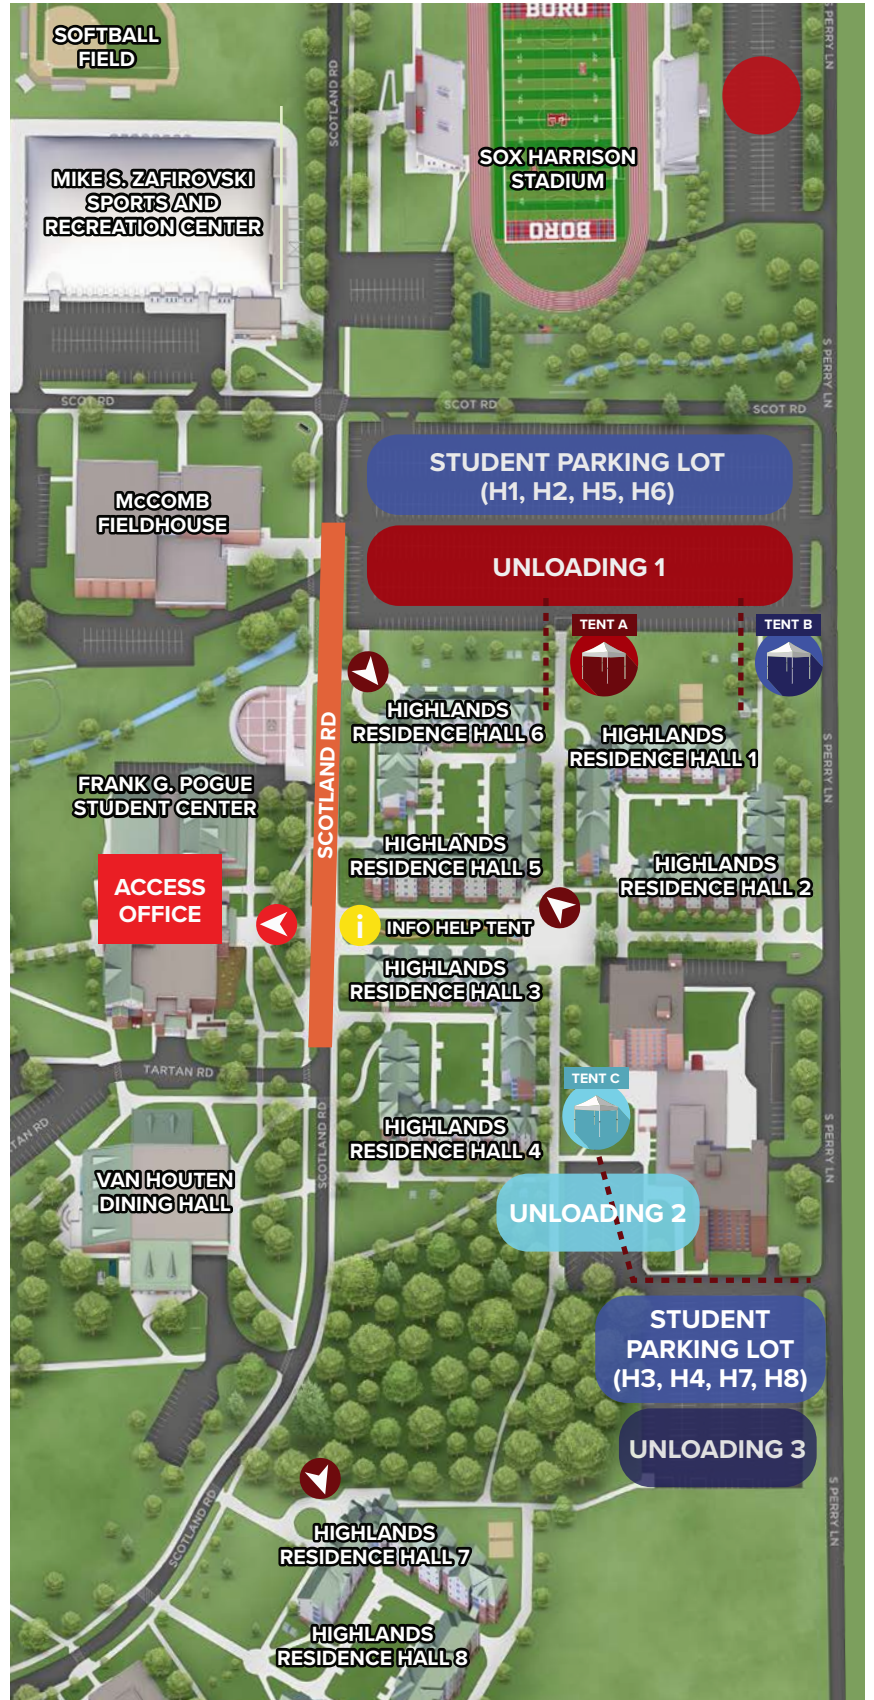 BORO
S PERRY LN
SOFTBALL
FIELD
SCOTLAND RD
SOX HARRISON
STADIUM
MIKE S. ZAFIROVSKI
SPORTS AND
RECREATION CENTER
BORO
S PERRY LN
SCOT RD
SCOT RD
SCOT RD
STUDENT PARKING LOT
(H1, H2, H5, H6)
McCOMB
FIELDHOUSE
UNLOADING 1
TENT A
TENT B
HIGHLANDS
RESIDENCE HALL 6
HIGHLANDS
RESIDENCE HALL 1
S PERRY LN
SCOTLAND RD
FRANK G. POGUE
STUDENT CENTER
HIGHLANDS
RESIDENCE HALL 5
HIGHLANDS
RESIDENCE HALL 2
ACCESS
OFFICE
i
INFO HELP TENT
HIGHLANDS
RESIDENCE HALL 3
TARTAN RD
TENT C
SCOTLAND RD
TAN RD
HIGHLANDS
RESIDENCE HALL 4
S PERRY LN
VAN HOUTEN
DINING HALL
UNLOADING 2
STUDENT
PARKING LOT
(H3, H4, H7, H8)
UNLOADING 3
SCOTLAND RD
S PERRY LN
HIGHLANDS
RESIDENCE HALL 7
HIGHLANDS
RESIDENCE HALL 8